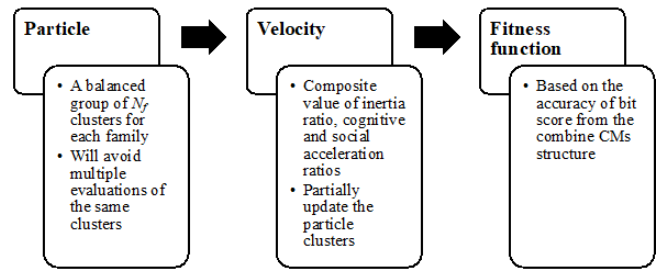 Particle
• A balanced
group of Nf
clusters for
each family
• Will avoid
multiple
evaluations of
the same
clusters
Velocity
• Composite
value of inertia
ratio, cognitive
and social
acceleration
ratios
• Partially
update the
particle
clusters
Fitness
function
• Based on the
accuracy of bit
score from the
combine CMs
structure